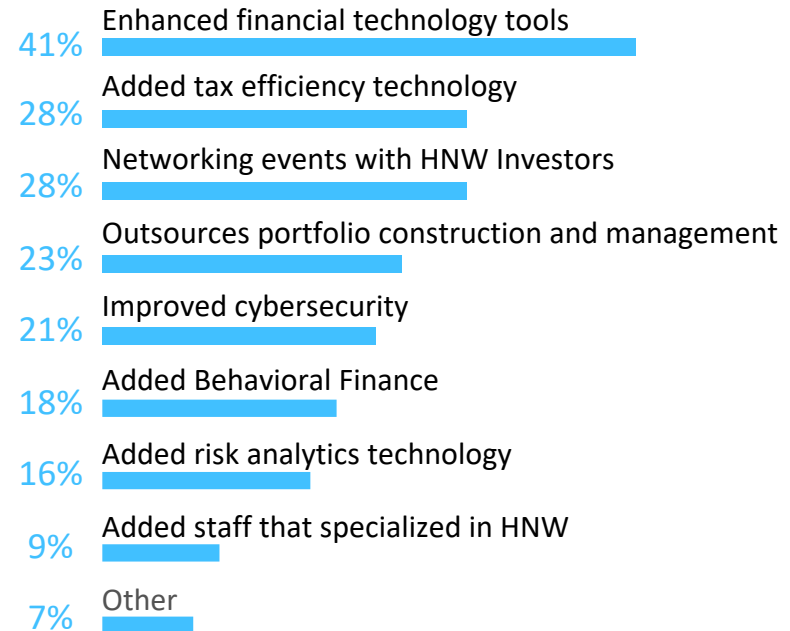 Enhanced financial technology tools
41%
Added tax efficiency technology
28%
Networking events with HNW Investors
28%
Outsources portfolio construction and management
23%
Improved cybersecurity
21%
Added Behavioral Finance
18%
Added risk analytics technology
16%
Added staff that specialized in HNW
9%
Other
7%